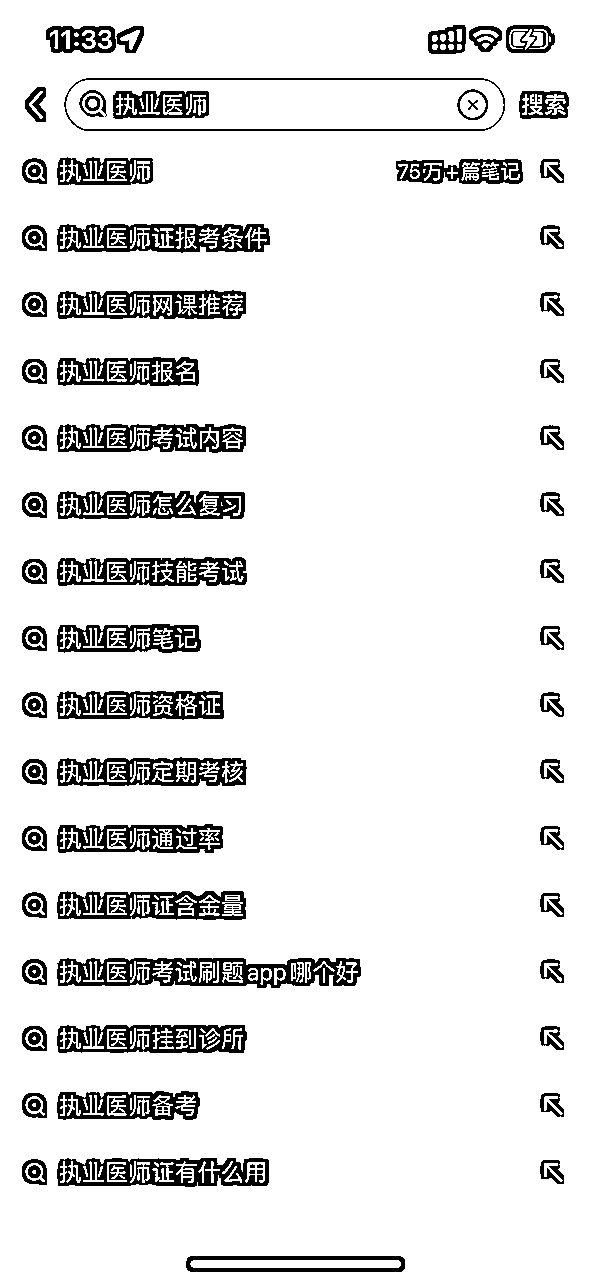 11:33
执业医师
搜索
执业医师 75万+篇笔记
执业医师证报考条件
执业医师网课推荐
执业医师报名
执业医师考试内容
执业医师怎么复习
执业医师技能考试
执业医师笔记
执业医师资格证
执业医师定期考核
执业医师通过率
执业医师证含金量
执业医师考试刷题app哪个好
执业医师挂到诊所
执业医师备考
执业医师证有什么用